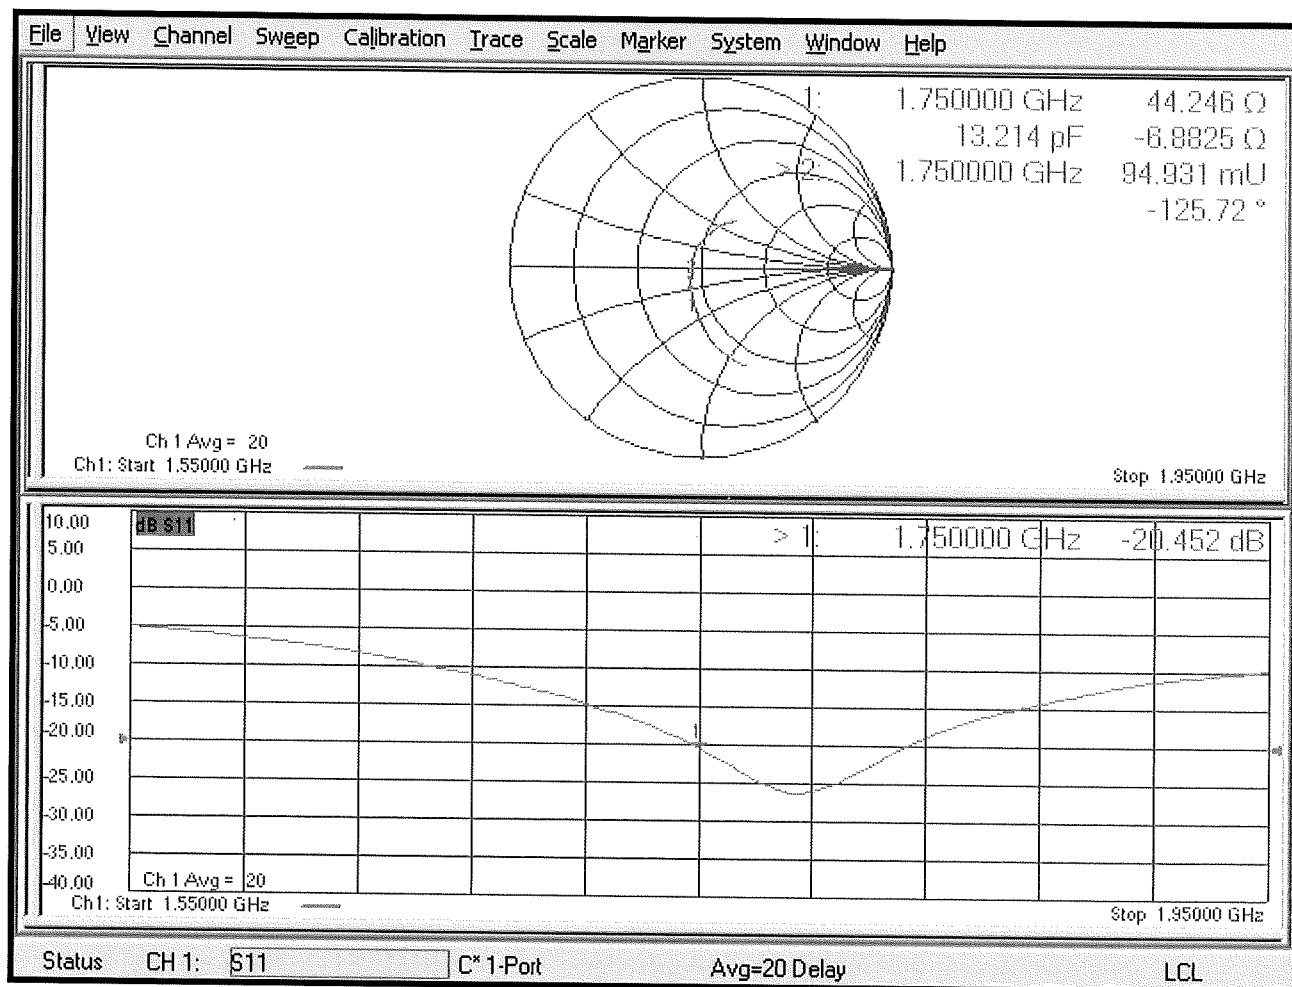 File View Channel Sweep Calibration Trace Scale Marker System Window Help
1: 1.750000 GHz 44.246 Ω
13.214 pF -6.8825 Ω
> 2: 1.750000 GHz 94.931 mU
-125.72 °
Ch 1 Avg = 20
Ch1: Start 1.55000 GHz
Stop 1.95000 GHz
10.00
dB S11
> 1: 1.750000 GHz -20.452 dB
5.00
0.00
-5.00
-10.00
-15.00
-20.00
1
-25.00
-30.00
-35.00
-40.00
Ch 1 Avg = 20
Ch1: Start 1.55000 GHz
Stop 1.95000 GHz
Status CH 1: S11 C* 1-Port Avg=20 Delay LCL